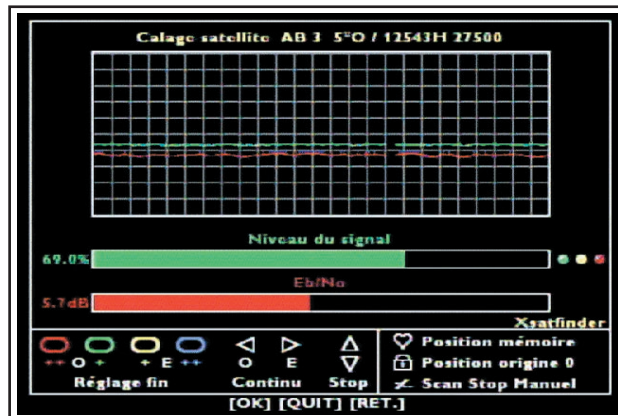 Calage satellite AB 3 5°O / 12543H 27500
Niveau du signal
69.0%
Eb/No
5.7dB
Xsatfinder
++ O + + E ++
O E
Réglage fin Continu Stop
Position mémoire
Position origine 0
Scan Stop Manuel
[OK] [QUIT] [RET.]